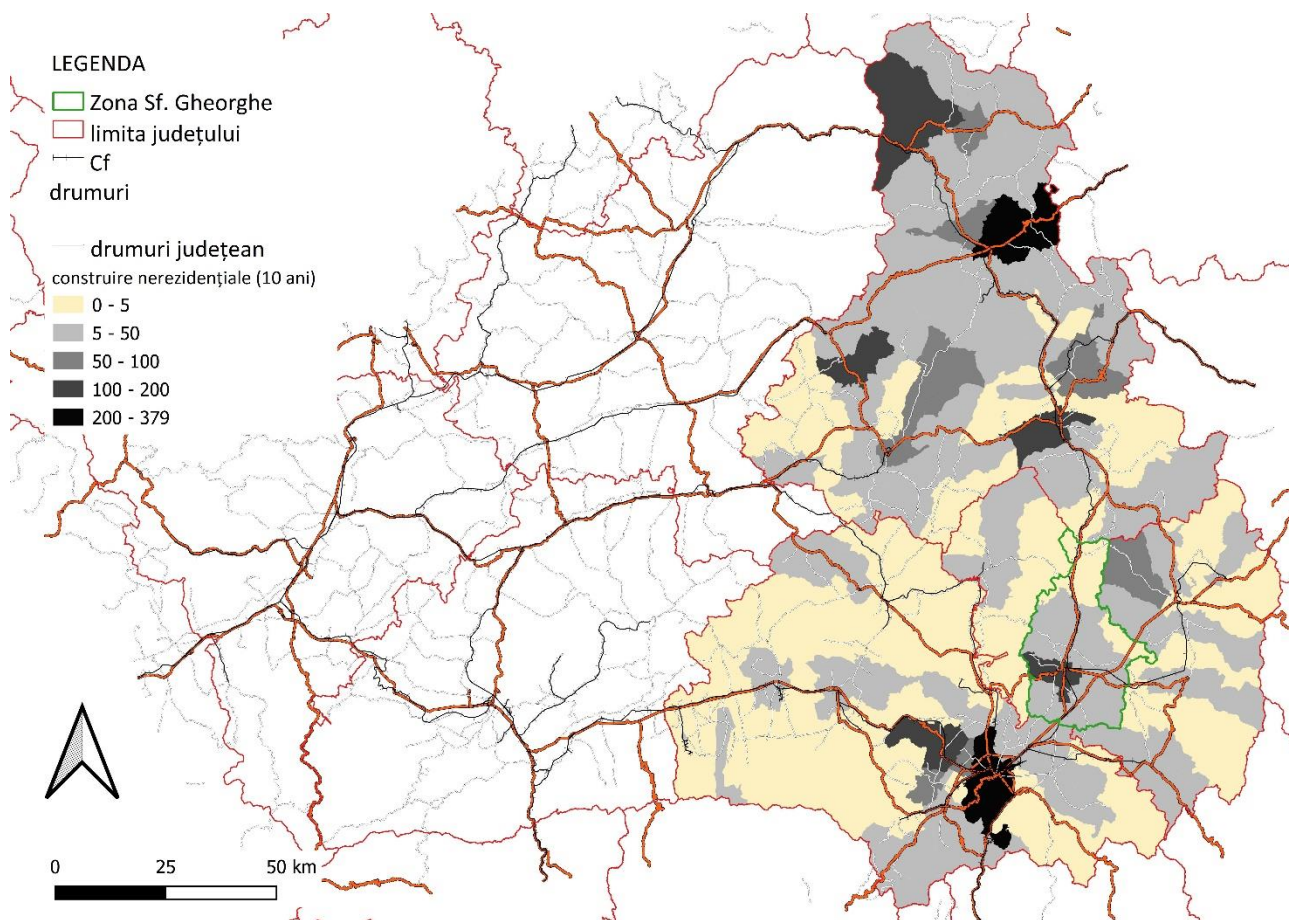 LEGENDA
Zona Sf. Gheorghe
limita județului
Cf
drumuri
drumuri județean
construire nerezidențiale (10 ani)
0 - 5
5 - 50
50 - 100
100 - 200
200 - 379
0 25 50 km